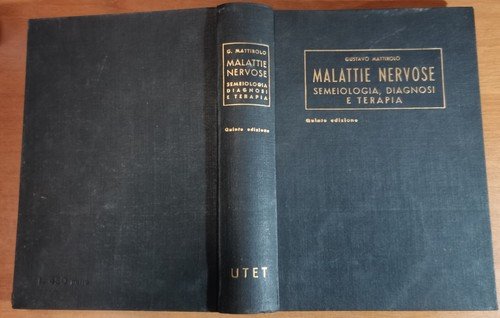 G. MATTIROLO
MALATTIE
NERVOSE
SEMEIOLOGIA
DIAGNOSI
E TERAPIA
Quinta edizione
UTET
GUSTAVO MATTIROLO
MALATTIE NERVOSE
SEMEIOLOGIA, DIAGNOSI
E TERAPIA
Quinta edizione